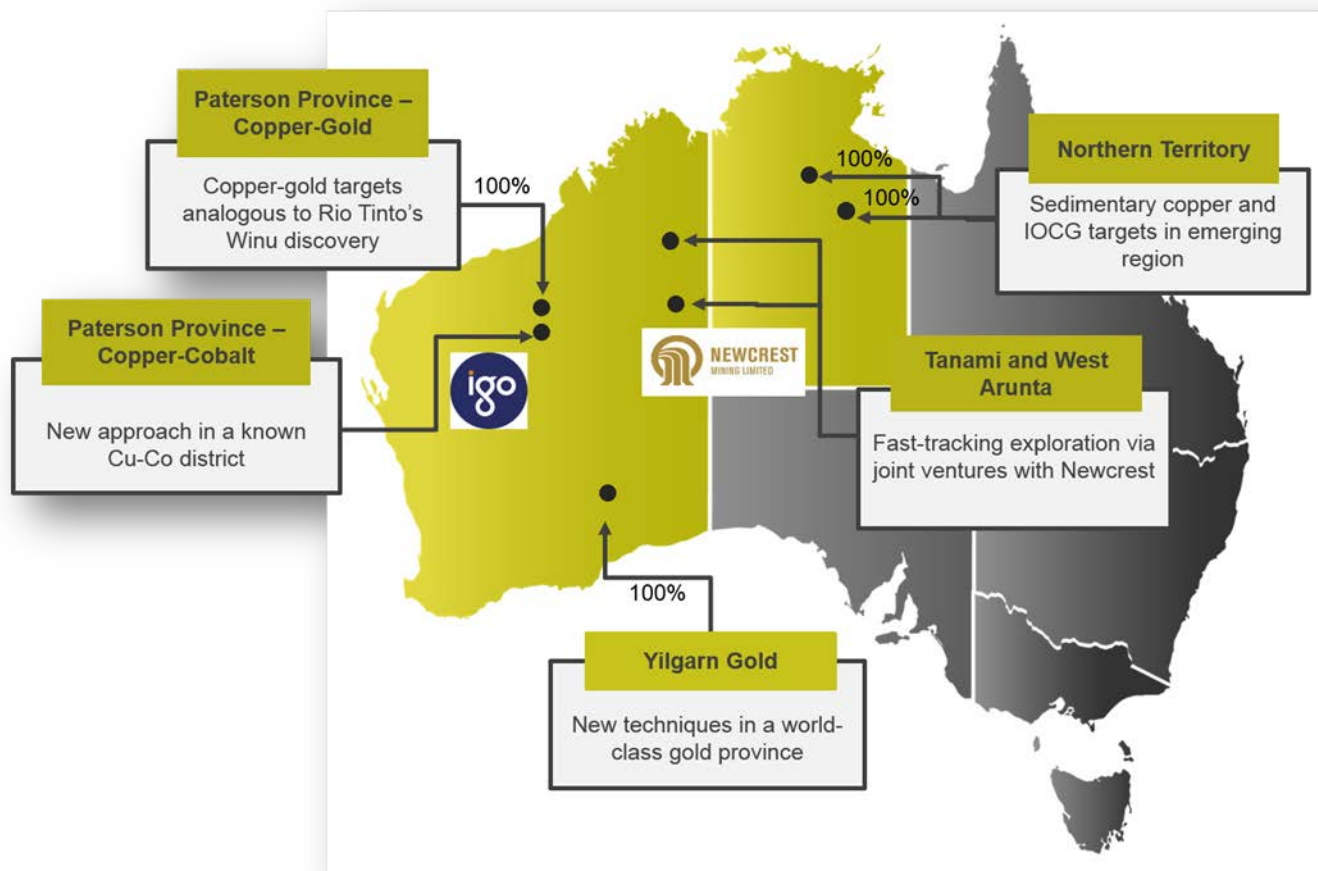 Paterson Province –
Copper-Gold
Copper-gold targets
analogous to Rio Tinto's
Winu discovery
100%
Paterson Province –
Copper-Cobalt
New approach in a known
Cu-Co district
igo
NEWCREST
MINING LIMITED
100%
100%
Northern Territory
Sedimentary copper and
IOCG targets in emerging
region
Tanami and West
Arunta
Fast-tracking exploration via
joint ventures with Newcrest
100%
Yilgarn Gold
New techniques in a world-
class gold province